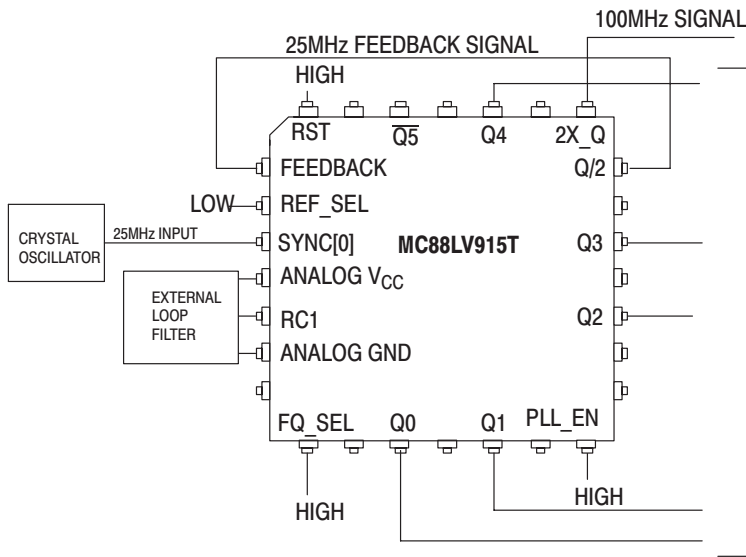 100MHz SIGNAL
25MHz FEEDBACK SIGNAL
HIGH
RST Q5 Q4 2X_Q
FEEDBACK Q/2
LOW REF_SEL
CRYSTAL
OSCILLATOR
25MHz INPUT
SYNC[0] MC88LV915T Q3
ANALOG VCC
EXTERNAL
LOOP
FILTER
RC1 Q2
ANALOG GND
FQ_SEL Q0 Q1 PLL_EN
HIGH HIGH